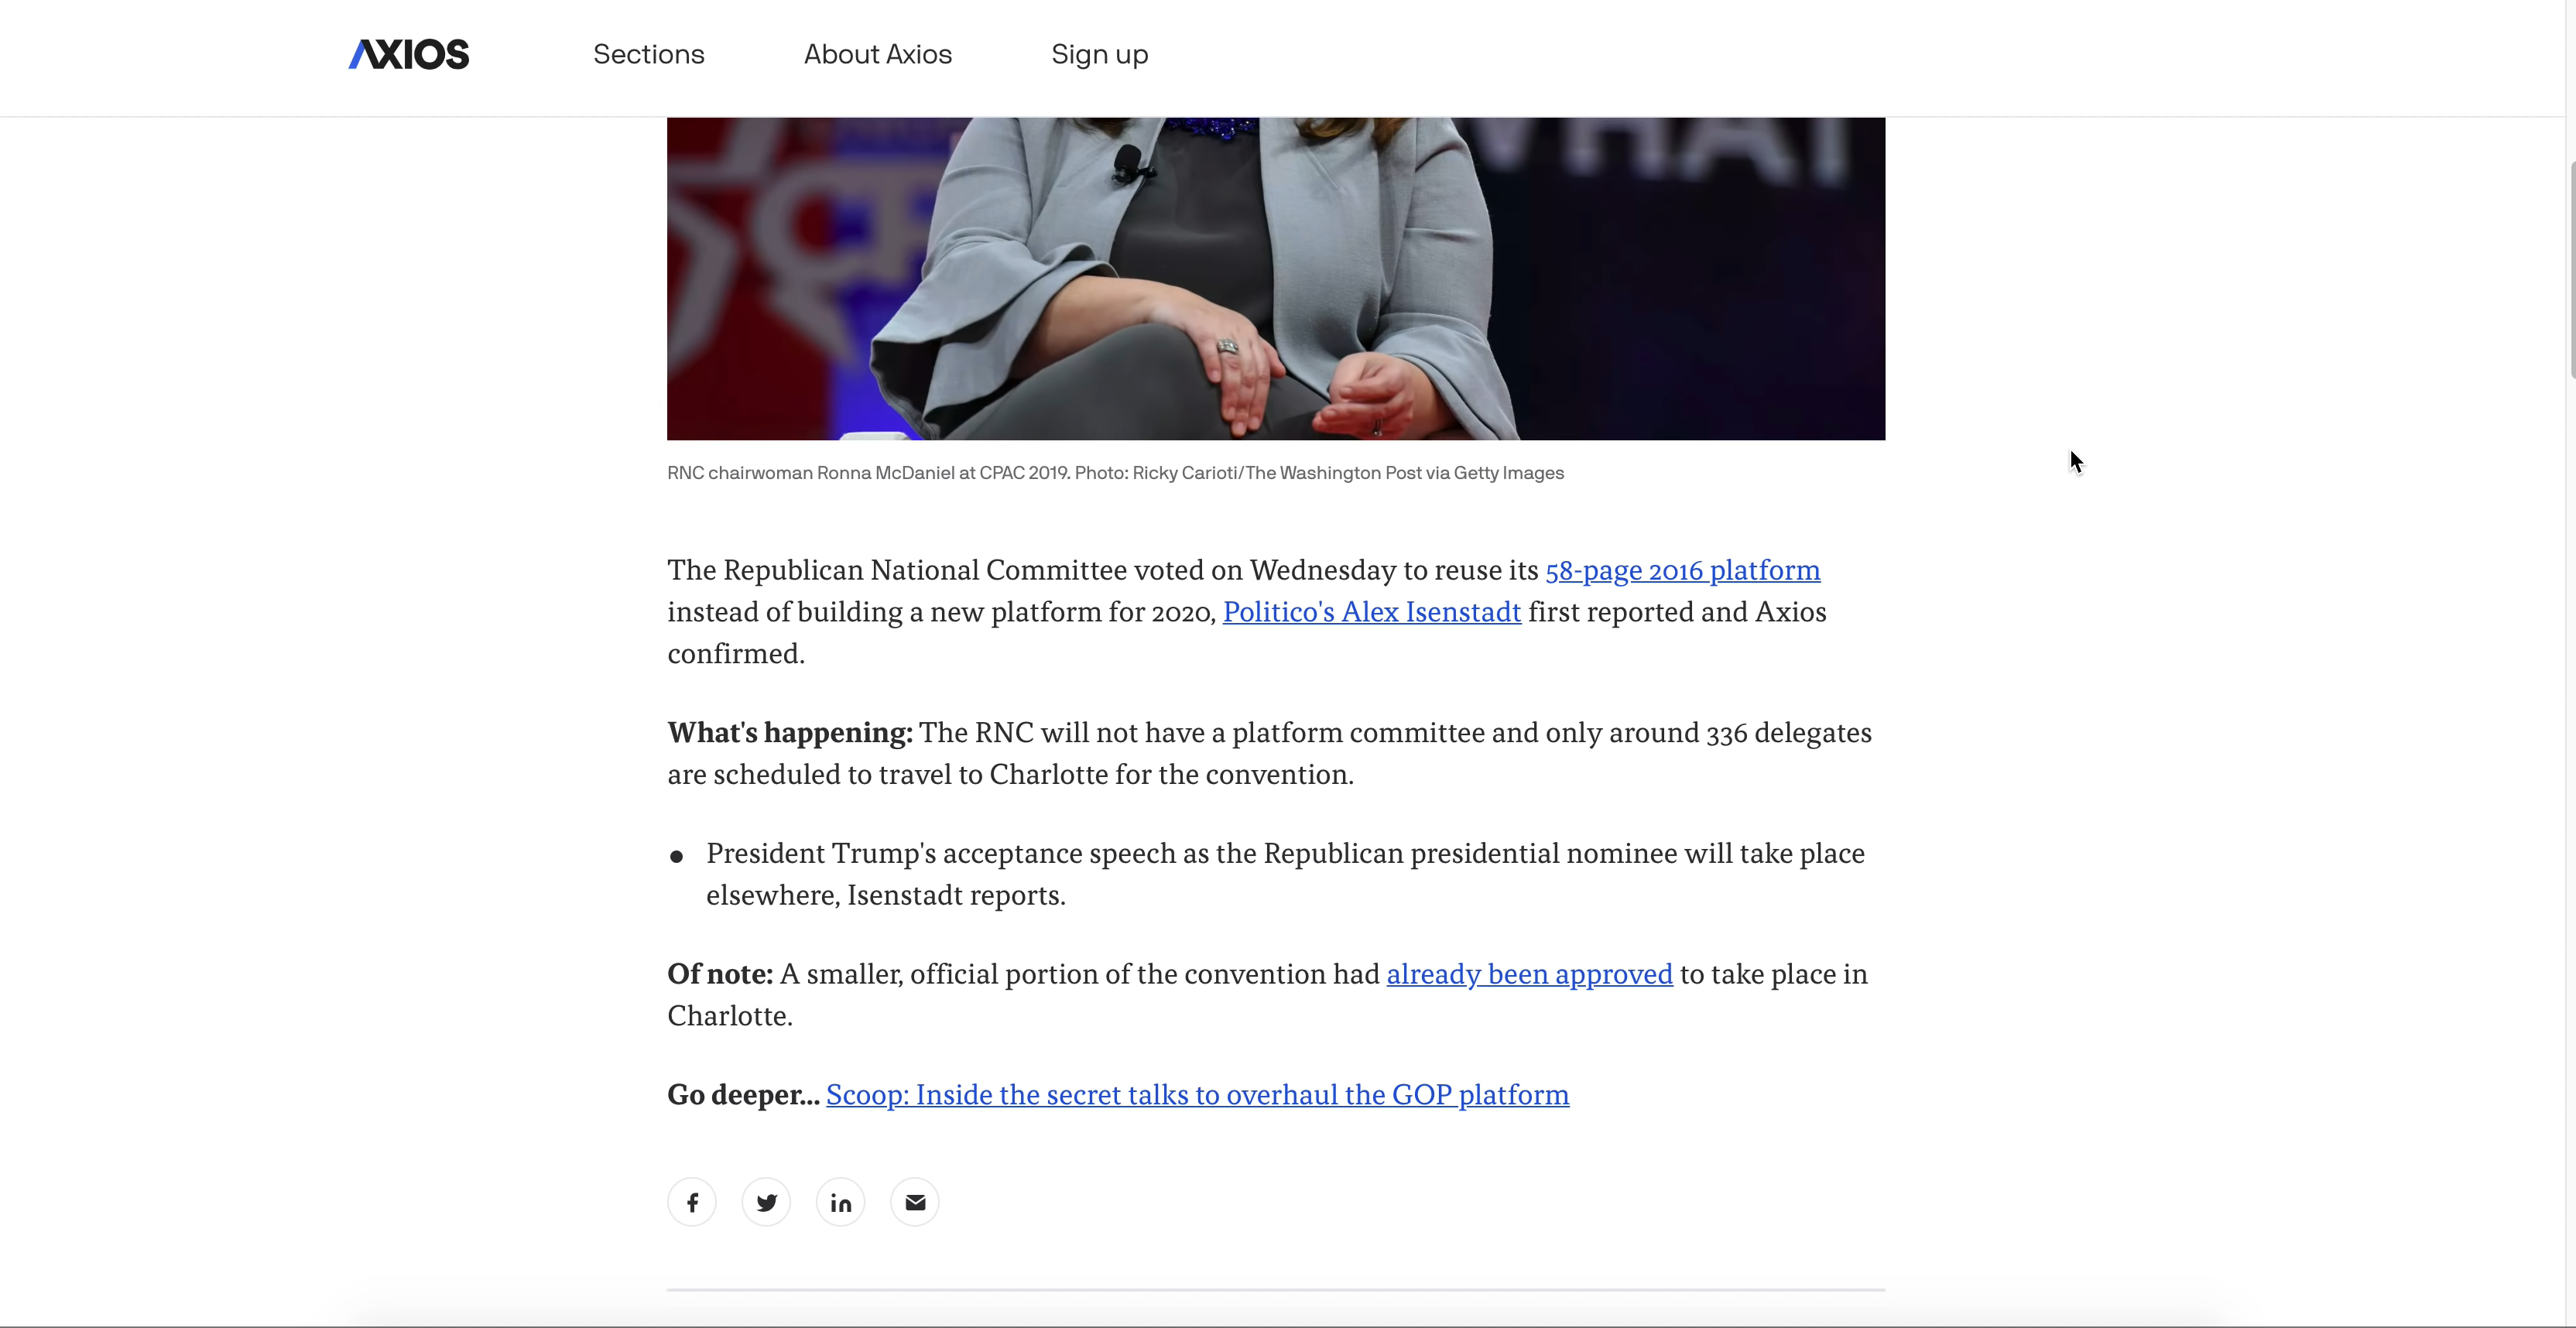 AXIOS
Sections
About Axios
Sign up
WHAT
RNC chairwoman Ronna McDaniel at CPAC 2019. Photo: Ricky Carioti/The Washington Post via Getty Images
The Republican National Committee voted on Wednesday to reuse its 58-page 2016 platform
instead of building a new platform for 2020, Politico's Alex Isenstadt first reported and Axios
confirmed.
What's happening: The RNC will not have a platform committee and only around 336 delegates
are scheduled to travel to Charlotte for the convention.
● President Trump's acceptance speech as the Republican presidential nominee will take place
elsewhere, Isenstadt reports.
Of note: A smaller, official portion of the convention had already been approved to take place in
Charlotte.
Go deeper... Scoop: Inside the secret talks to overhaul the GOP platform